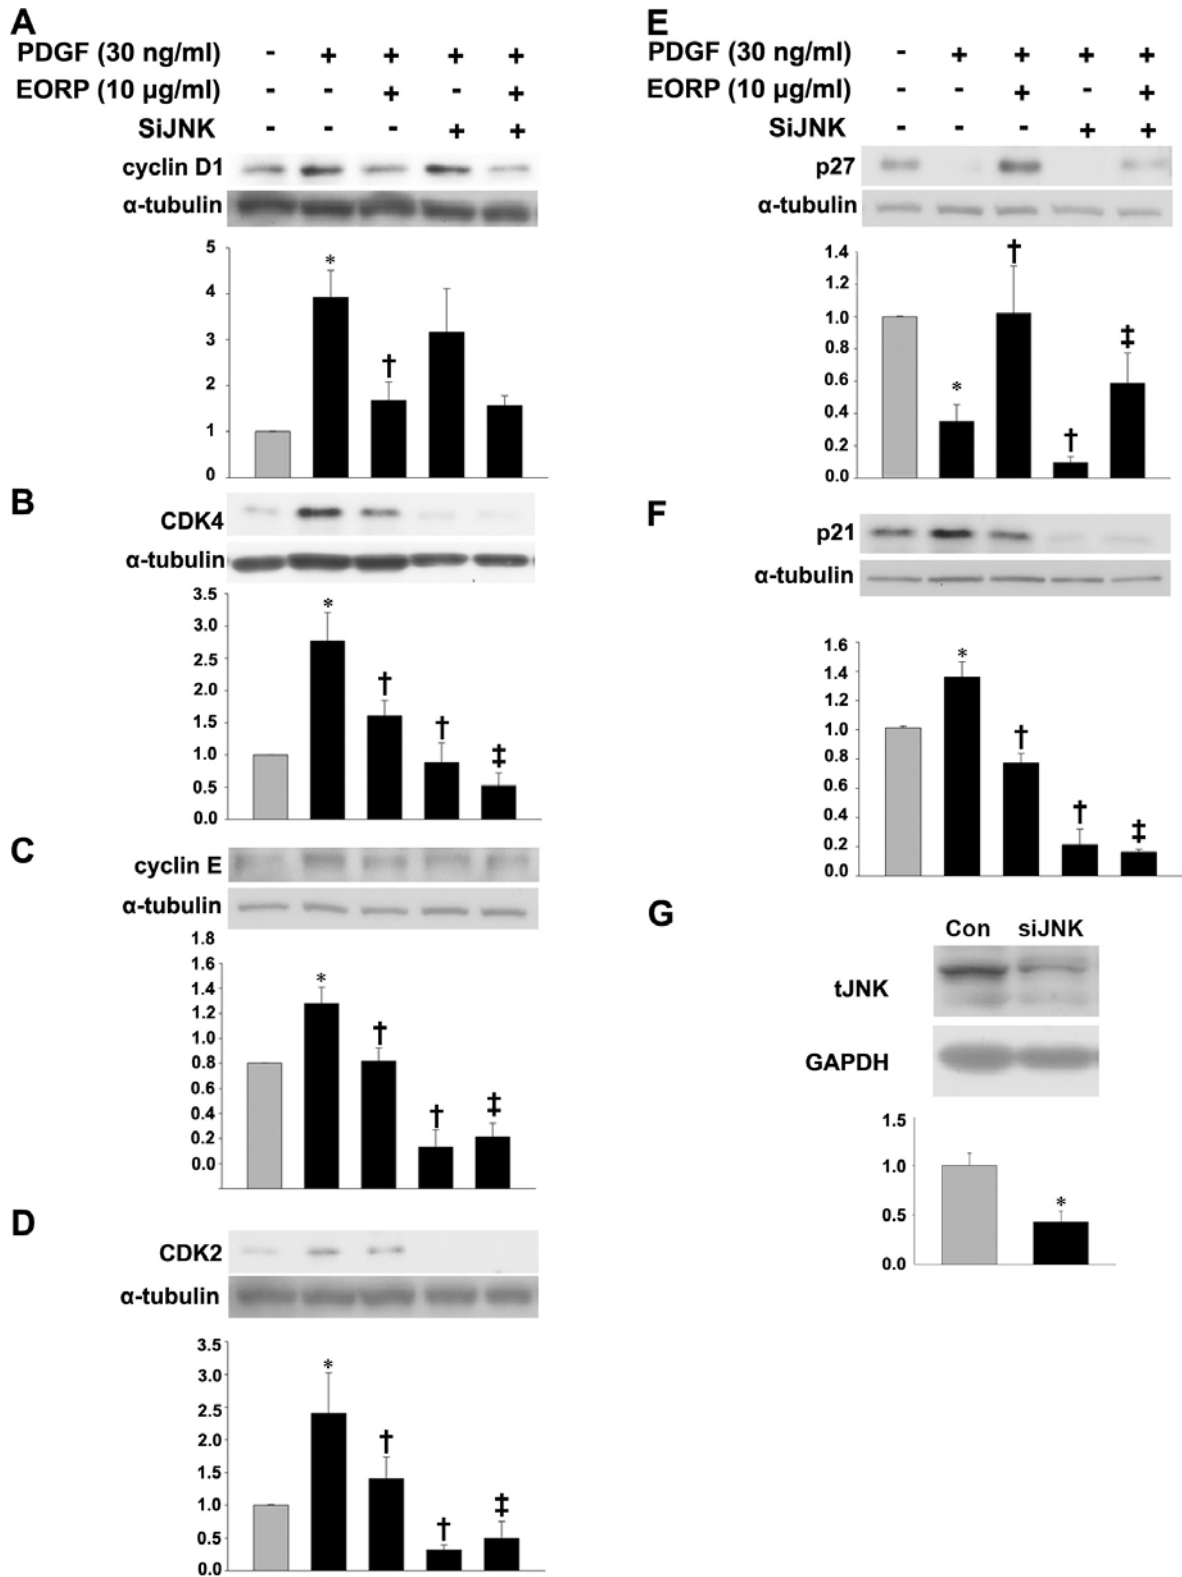 A
PDGF (30 ng/ml) - + + + +
EORP (10 µg/ml) - - + - +
SiJNK - - - + +
cyclin D1
α-tubulin
5
4
3
2
1
0
*
†
B
CDK4
α-tubulin
3.5
3.0
2.5
2.0
1.5
1.0
0.5
0.0
*
†
†
‡
C
cyclin E
α-tubulin
1.8
1.6
1.4
1.2
1.0
0.8
0.6
0.4
0.2
0.0
*
†
†
‡
D
CDK2
α-tubulin
3.5
3.0
2.5
2.0
1.5
1.0
0.5
0.0
*
†
†
‡
E
PDGF (30 ng/ml) - + + + +
EORP (10 µg/ml) - - + - +
SiJNK - - - + +
p27
α-tubulin
1.4
1.2
1.0
0.8
0.6
0.4
0.2
0.0
*
†
†
‡
F
p21
α-tubulin
1.6
1.4
1.2
1.0
0.8
0.6
0.4
0.2
0.0
*
†
†
‡
G
Con siJNK
tJNK
GAPDH
1.5
1.0
0.5
0.0
*